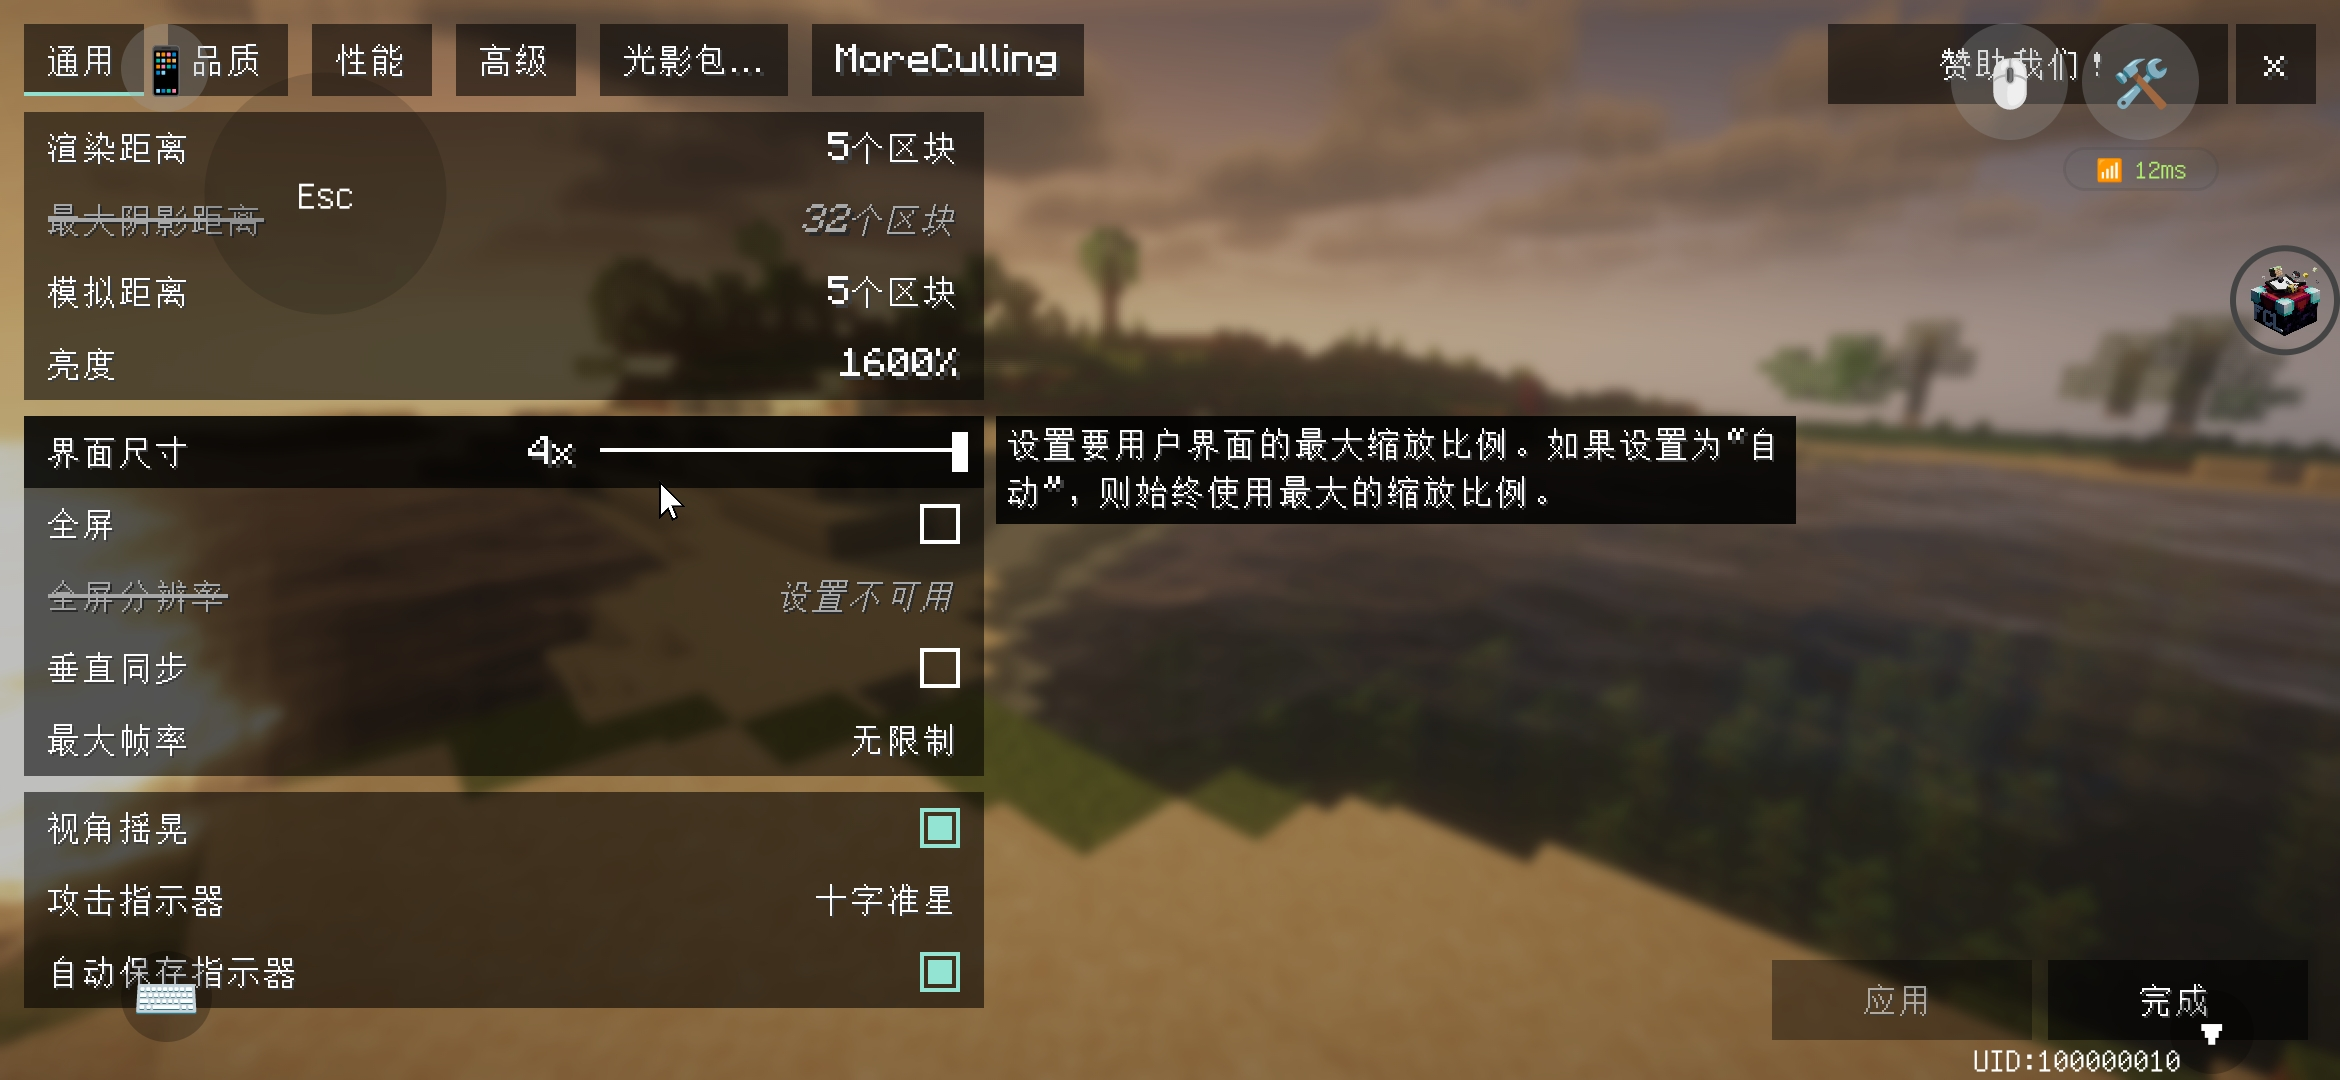 通用
品质
性能
高级
光影包...
MoreCulling
赞助我们!
×
渲染距离 5个区块
最大阴影距离 32个区块
Esc
12ms
模拟距离 5个区块
亮度 1600%
FCL
界面尺寸 4x
设置要用户界面的最大缩放比例。如果设置为“自
动”，则始终使用最大的缩放比例。
全屏
全屏分辨率 设置不可用
垂直同步
最大帧率 无限制
视角摇晃
攻击指示器 十字准星
自动保存指示器
应用
完成
UID:100000010